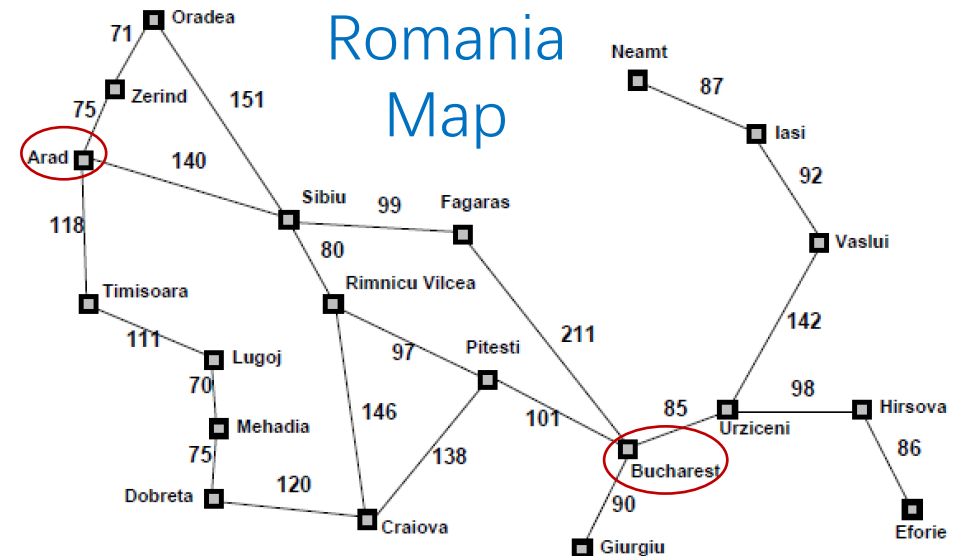 Romania
Map
Oradea
71
Neamt
87
Zerind
151
75
Iasi
Arad
140
92
Sibiu
99
Fagaras
118
80
Vaslui
Timisoara
Rimnicu Vilcea
142
111
211
Lugoj
97
Pitesti
70
98
146
101
85
Hirsova
Mehadia
Urziceni
75
138
86
Bucharest
Dobreta
120
90
Craiova
Eforie
Giurgiu